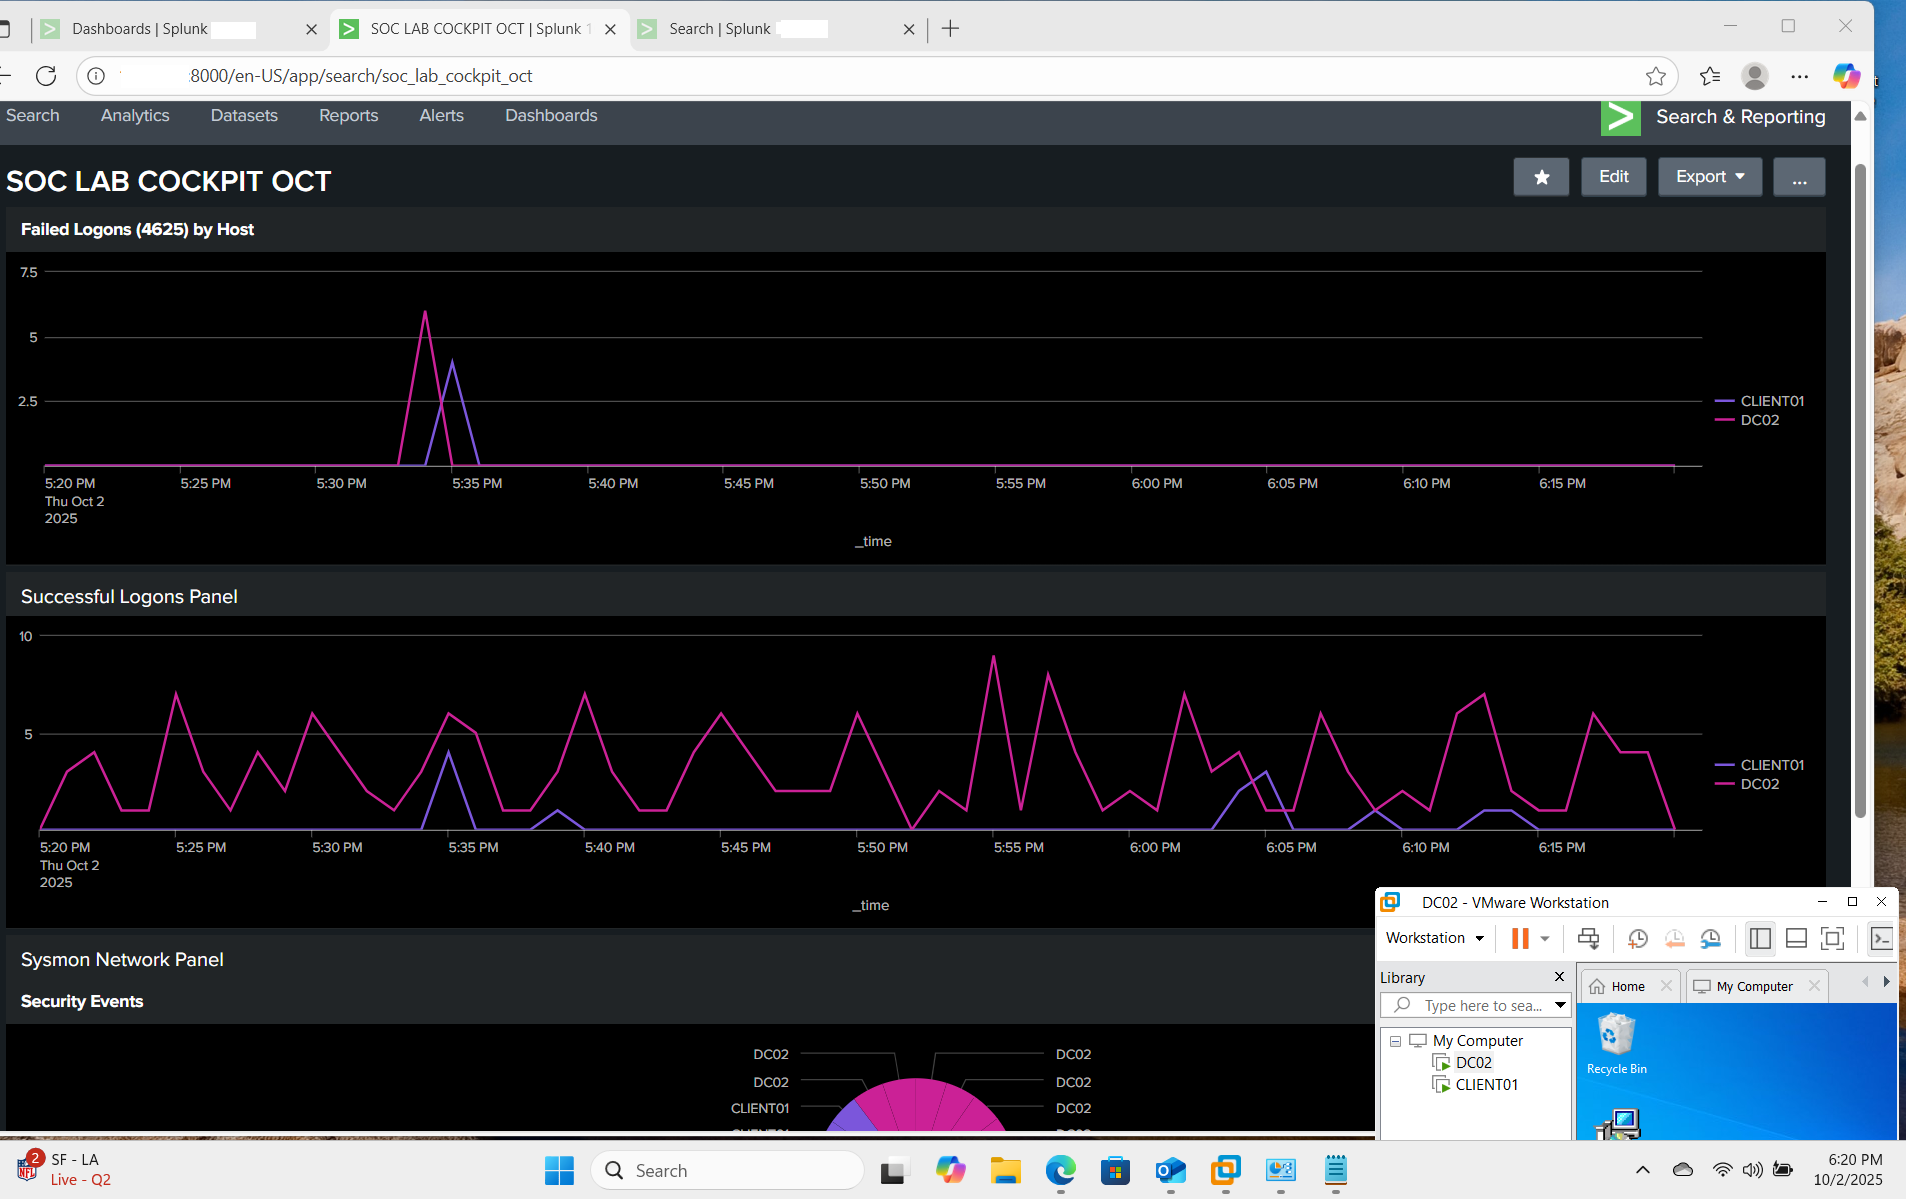 Dashboards | Splunk
SOC LAB COCKPIT OCT | Splunk 1
Search | Splunk
:8000/en-US/app/search/soc_lab_cockpit_oct
Search Analytics Datasets Reports Alerts Dashboards
Search & Reporting
SOC LAB COCKPIT OCT
Edit Export ...
Failed Logons (4625) by Host
7.5
5
2.5
CLIENT01
DC02
5:20 PM 5:25 PM 5:30 PM 5:35 PM 5:40 PM 5:45 PM 5:50 PM 5:55 PM 6:00 PM 6:05 PM 6:10 PM 6:15 PM
Thu Oct 2
2025
_time
Successful Logons Panel
10
5
CLIENT01
DC02
5:20 PM 5:25 PM 5:30 PM 5:35 PM 5:40 PM 5:45 PM 5:50 PM 5:55 PM 6:00 PM 6:05 PM 6:10 PM 6:15 PM
Thu Oct 2
2025
_time
Sysmon Network Panel
Security Events
DC02 DC02
DC02 DC02
CLIENT01 DC02
DC02 - VMware Workstation
Workstation
Library
Home
My Computer
Type here to sea...
My Computer
DC02
CLIENT01
Recycle Bin
2
NFL
SF - LA
Live - Q2
Search
6:20 PM
10/2/2025